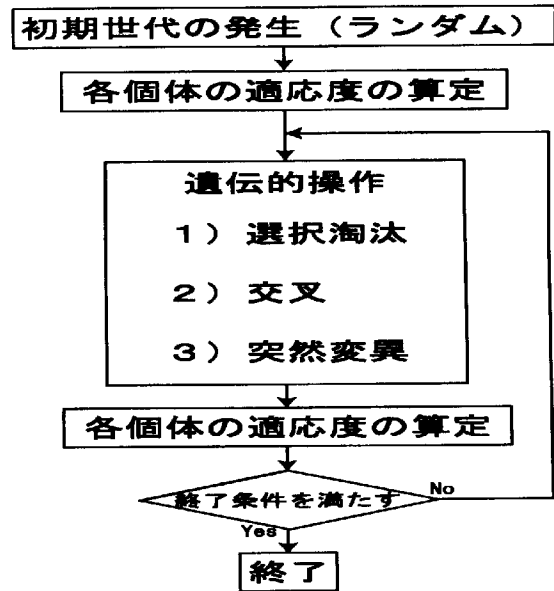 初期世代の発生（ランダム）
各個体の適応度の算定
遺伝的操作
１）選択淘汰
２）交叉
３）突然変異
各個体の適応度の算定
終了条件を満たす
No
Yes
終了